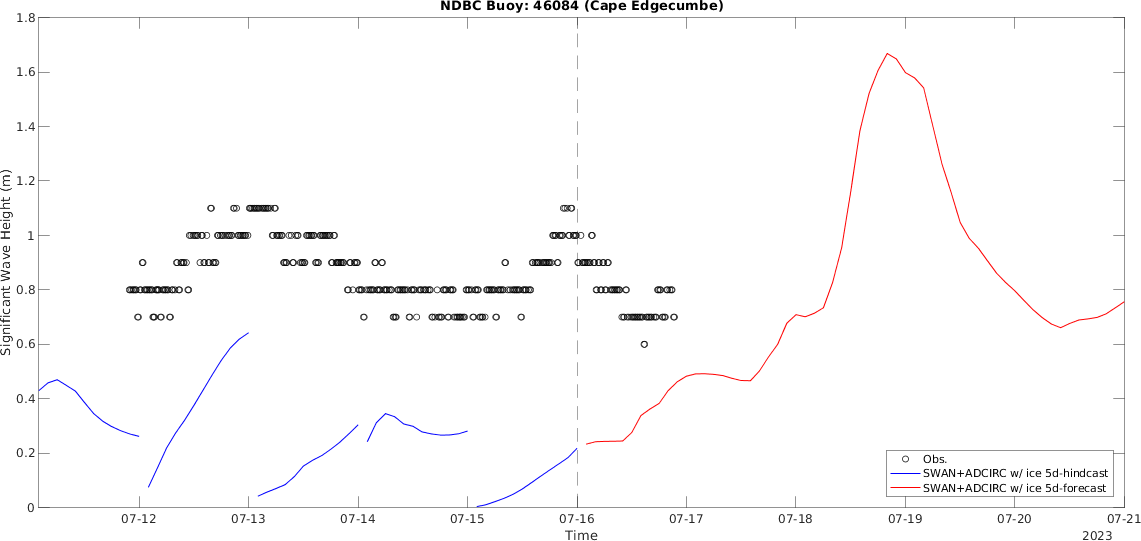 NDBC Buoy: 46084 (Cape Edgecumbe)
1.8
1.6
1.4
1.2
1
0.8
0.6
0.4
0.2
0
Significant Wave Height (m)
Obs.
SWAN+ADCIRC w/ ice 5d-hindcast
SWAN+ADCIRC w/ ice 5d-forecast
07-12 07-13 07-14 07-15 07-16 07-17 07-18 07-19 07-20 07-21
Time
2023